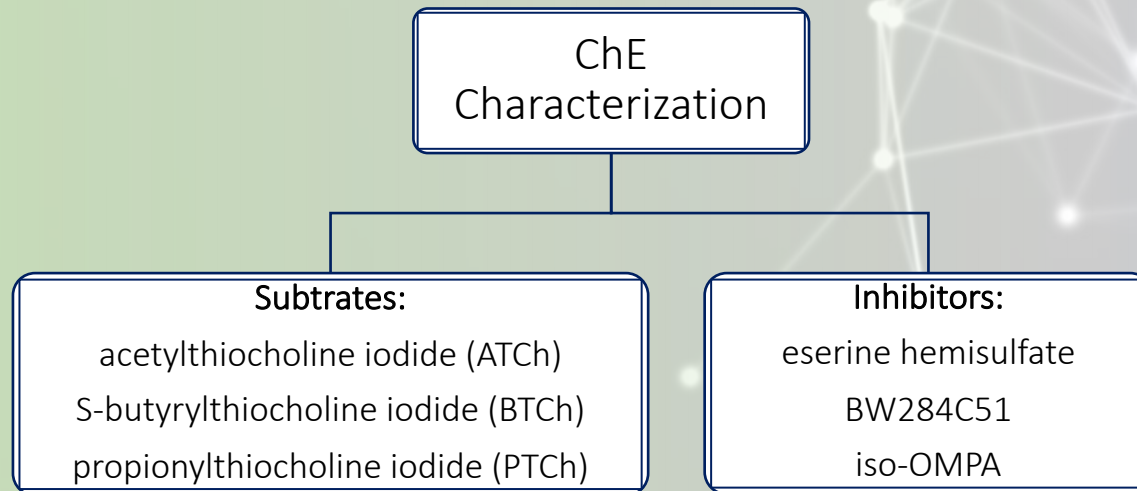 ChE
Characterization
Subtrates:
acetylthiocholine iodide (ATCh)
S-butyrylthiocholine iodide (BTCh)
propionylthiocholine iodide (PTCh)
Inhibitors:
eserine hemisulfate
BW284C51
iso-OMPA